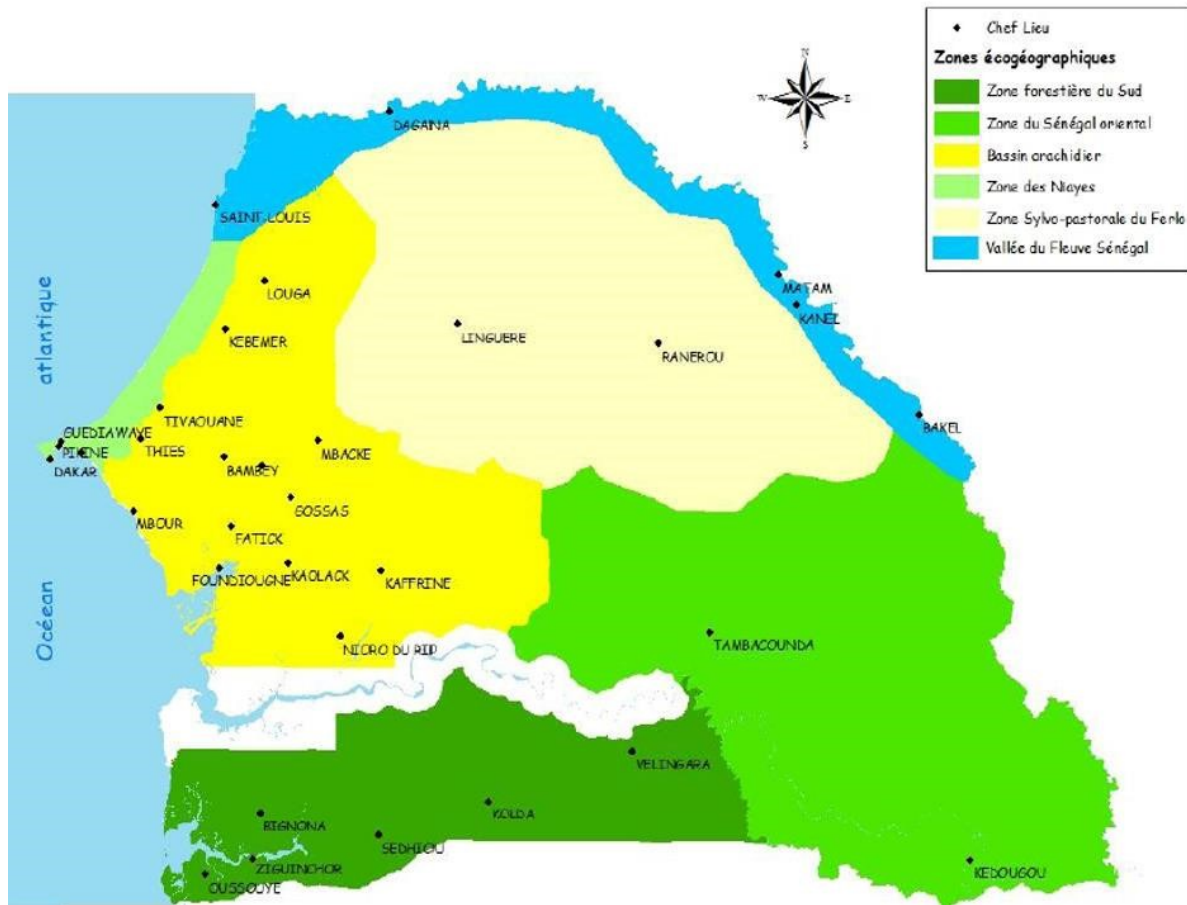 Chef Lieu
Zones écogéographiques
Zone forestière du Sud
Zone du Sénégal oriental
Bassin arachidier
Zone des Niayes
Zone Sylvo-pastorale du Ferlo
Vallée du Fleuve Sénégal
N
W
E
S
DAGANA
SAINT-LOUIS
LOUGA
MATAM
KANEL
KEBEMER
LINGUERE
RANEROU
atlantique
TIVAOUANE
BAKEL
GUEDIAWAYE
PIKINE
THIES
MBACKE
DAKAR
BAMBEY
GOSSAS
MBOUR
FATICK
FOUNDIOUGNE
KAOLACK
KAFFRINE
Océean
NIORO DU RIP
TAMBACOUNDA
VELINGARA
KOLDA
BIGNONA
SEDHIOU
ZIGUINCHOR
OUSSOUYE
KEDOUGOU